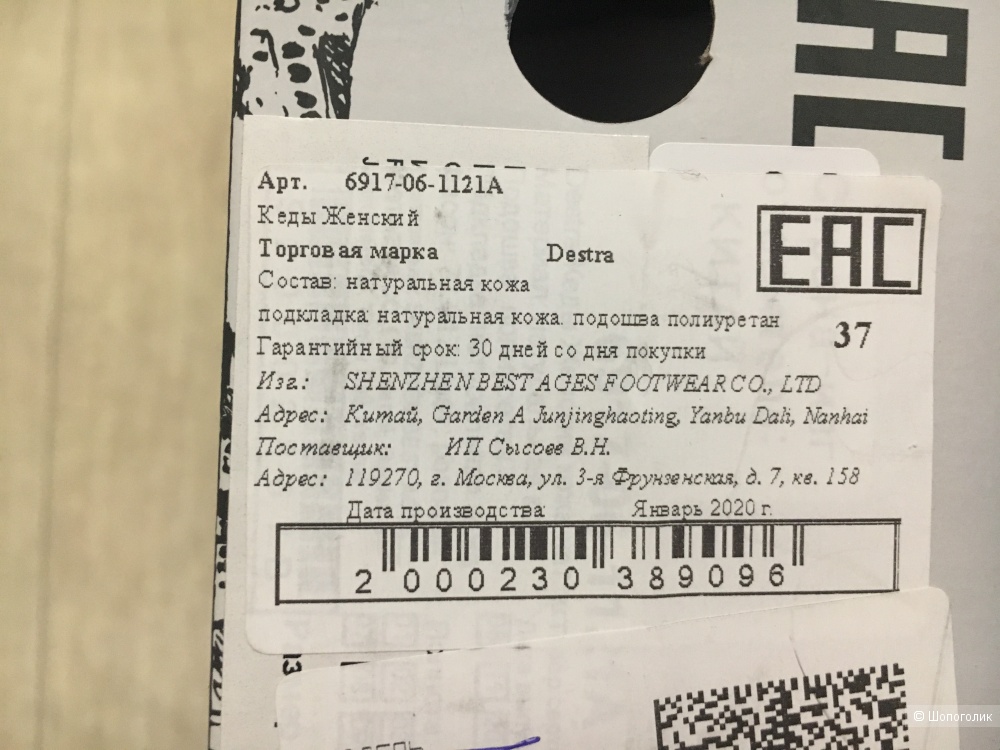 Арт. 6917-06-1121A
Кеды Женский
Торговая марка Destra
Состав: натуральная кожа
подкладка: натуральная кожа. подошва полиуретан
37
Гарантийный срок: 30 дней со дня покупки
Изг.: SHENZHEN BEST AGES FOOTWEAR CO., LTD
Адрес: Китай, Garden A Junjinghaoting, Yanbu Dali, Nanhai
Поставщик: ИП Сысоев В.Н.
Адрес: 119270, г. Москва, ул. 3-я Фрунзенская, д. 7, кв. 158
Дата производства: Январь 2020 г.
2 000230 389096
EAC
© Шопоголик